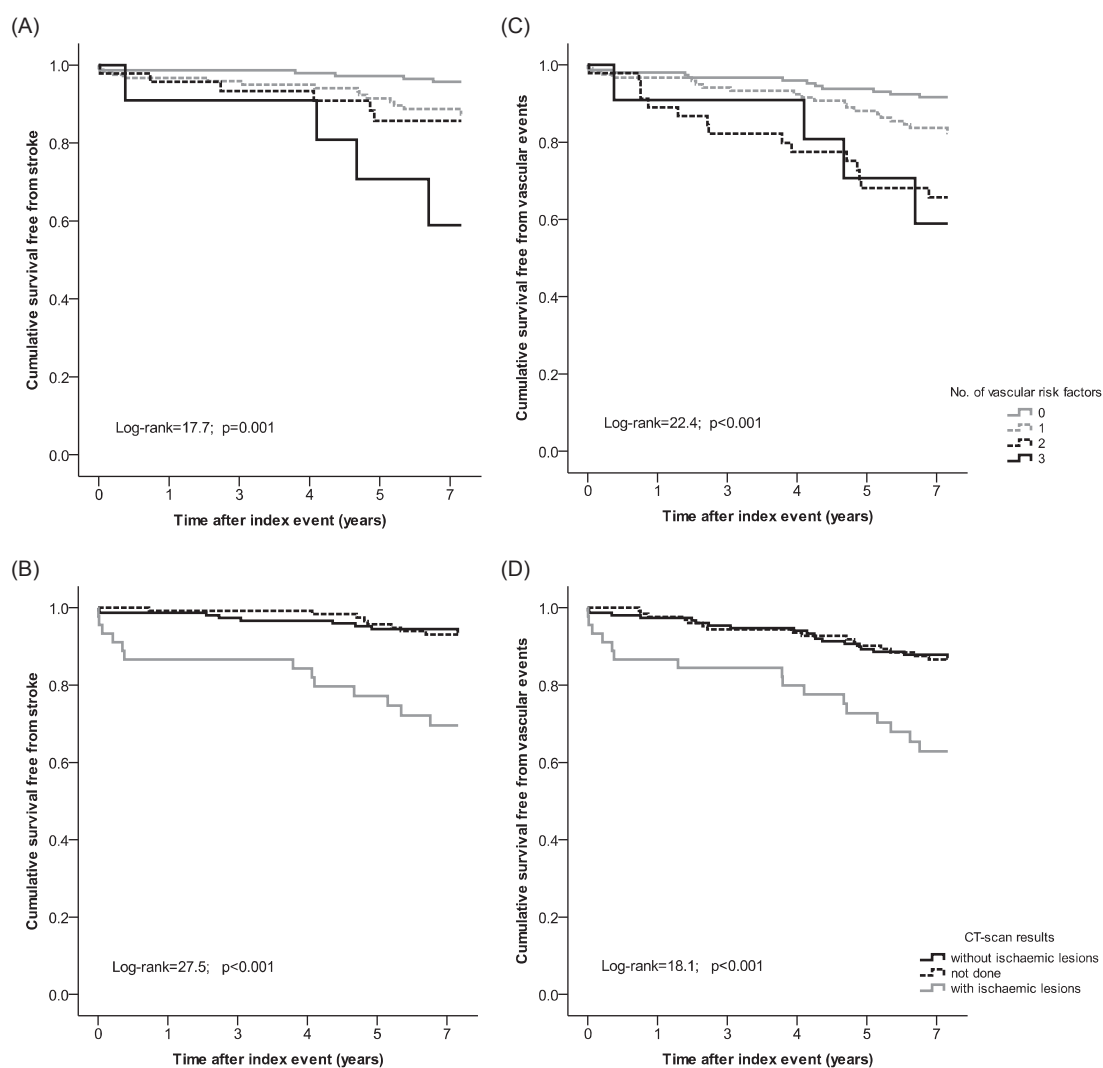 (A)
Cumulative survival free from stroke
1.0
0.8
0.6
0.4
0.2
0.0
Log-rank=17.7; p=0.001
0 1 3 4 5 7
Time after index event (years)
(C)
Cumulative survival free from vascular events
1.0
0.8
0.6
0.4
0.2
0.0
Log-rank=22.4; p<0.001
0 1 3 4 5 7
Time after index event (years)
No. of vascular risk factors
0
1
2
3
(B)
Cumulative survival free from stroke
1.0
0.8
0.6
0.4
0.2
0.0
Log-rank=27.5; p<0.001
0 1 3 4 5 7
Time after index event (years)
(D)
Cumulative survival free from vascular events
1.0
0.8
0.6
0.4
0.2
0.0
Log-rank=18.1; p<0.001
0 1 3 4 5 7
Time after index event (years)
CT-scan results
without ischaemic lesions
not done
with ischaemic lesions